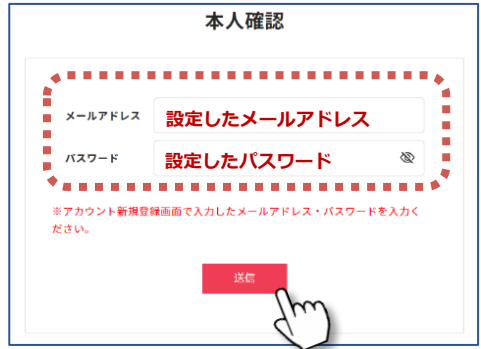 本人確認
メールアドレス 設定したメールアドレス
パスワード 設定したパスワード
※アカウント新規登録画面で入力したメールアドレス・パスワードを入力く
ださい。
送信